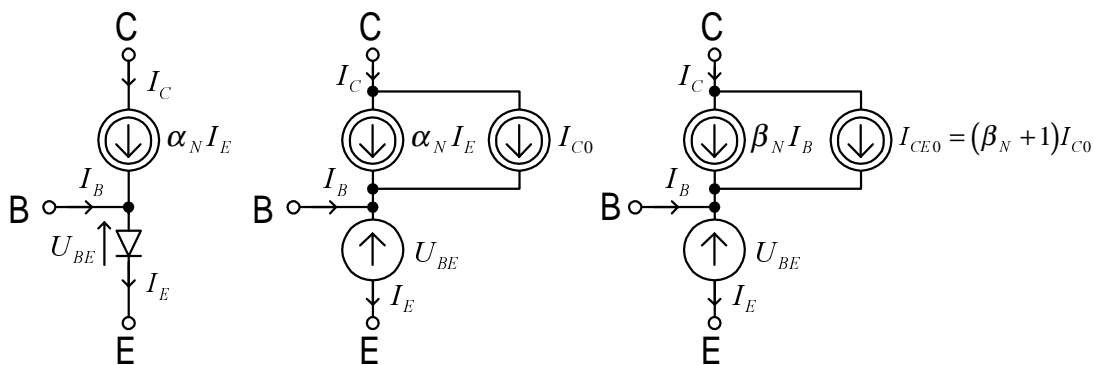 C
I_C
α_N I_E
I_B
B
U_BE
I_E
E
C
I_C
α_N I_E
I_C0
I_B
B
U_BE
I_E
E
C
I_C
β_N I_B
I_CE0 = (β_N + 1) I_C0
I_B
B
U_BE
I_E
E